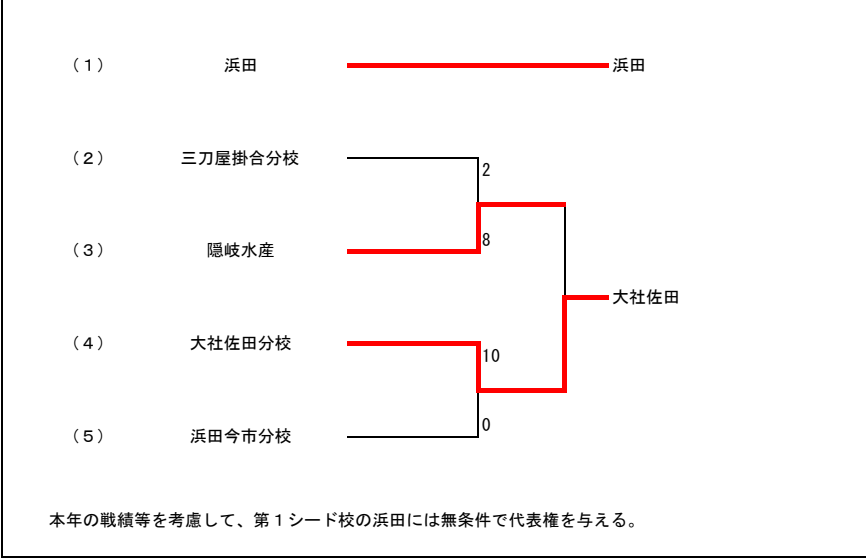 (1) 浜田 浜田
(2) 三刀屋掛合分校
2
(3) 隠岐水産
8
大社佐田
(4) 大社佐田分校
10
(5) 浜田今市分校
0
本年の戦績等を考慮して、第1シード校の浜田には無条件で代表権を与える。